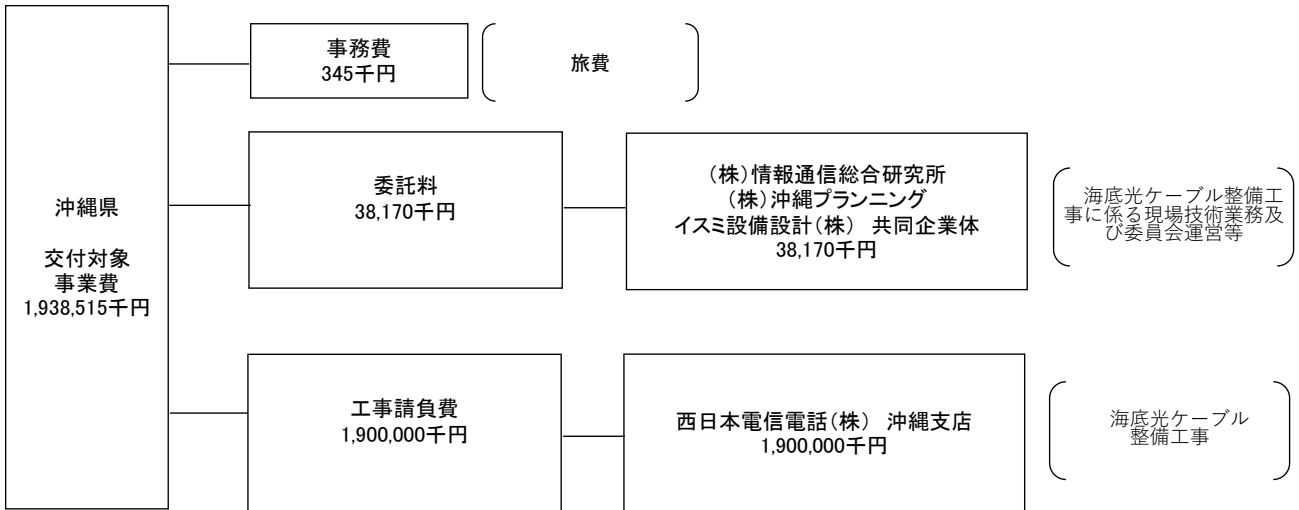 沖縄県
交付対象
事業費
1,938,515千円
事務費
345千円
旅費
委託料
38,170千円
(株)情報通信総合研究所
(株)沖縄プランニング
イスミ設備設計(株) 共同企業体
38,170千円
海底光ケーブル整備工
事に係る現場技術業務及
び委員会運営等
工事請負費
1,900,000千円
西日本電信電話(株) 沖縄支店
1,900,000千円
海底光ケーブル
整備工事